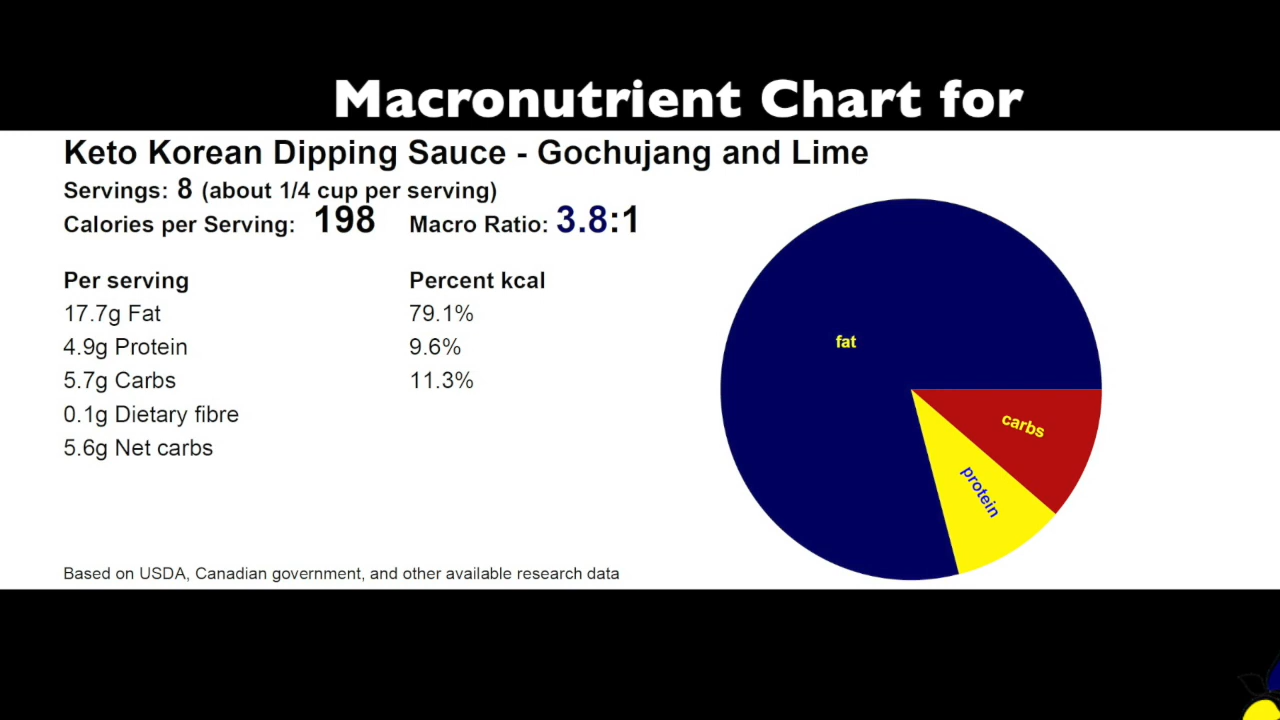 Macronutrient Chart for
Keto Korean Dipping Sauce - Gochujang and Lime
Servings: 8 (about 1/4 cup per serving)
Calories per Serving: 198 Macro Ratio: 3.8:1
Per serving Percent kcal
17.7g Fat 79.1%
4.9g Protein 9.6%
5.7g Carbs 11.3%
0.1g Dietary fibre
5.6g Net carbs
fat
carbs
protein
Based on USDA, Canadian government, and other available research data